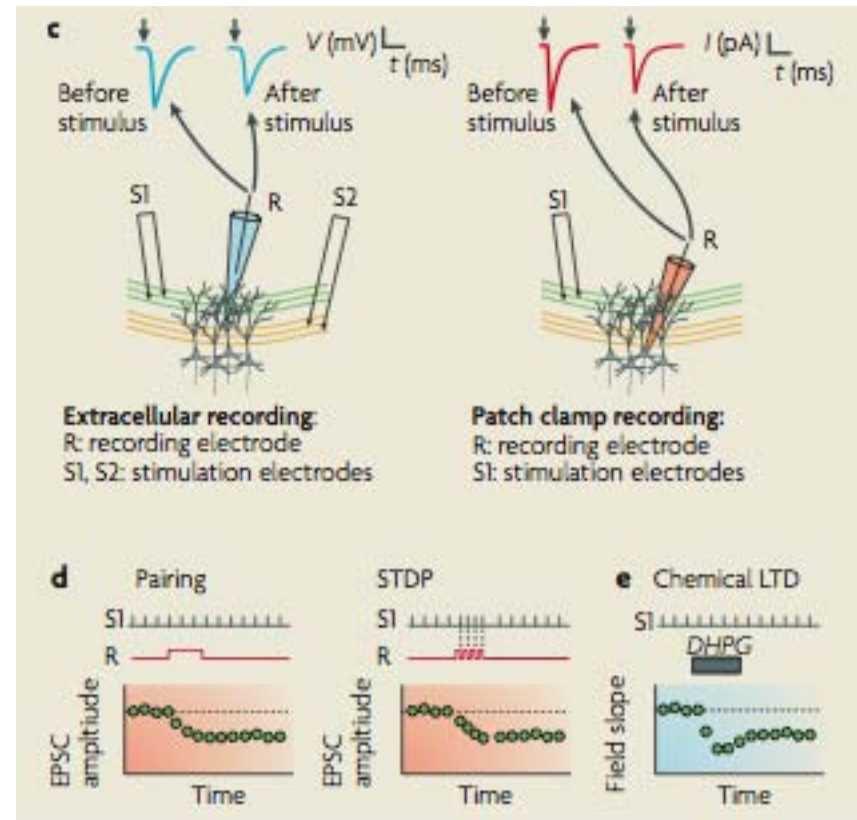 c
V (mV)
t (ms)
Before
stimulus
After
stimulus
S1
R
S2
Extracellular recording:
R: recording electrode
S1, S2: stimulation electrodes
I (pA)
t (ms)
Before
stimulus
After
stimulus
S1
R
Patch clamp recording:
R: recording electrode
S1: stimulation electrodes
d
Pairing
S1
R
EPSC
ampltiude
Time
STDP
S1
R
EPSC
ampltiude
Time
e Chemical LTD
S1
DHPG
Field slope
Time